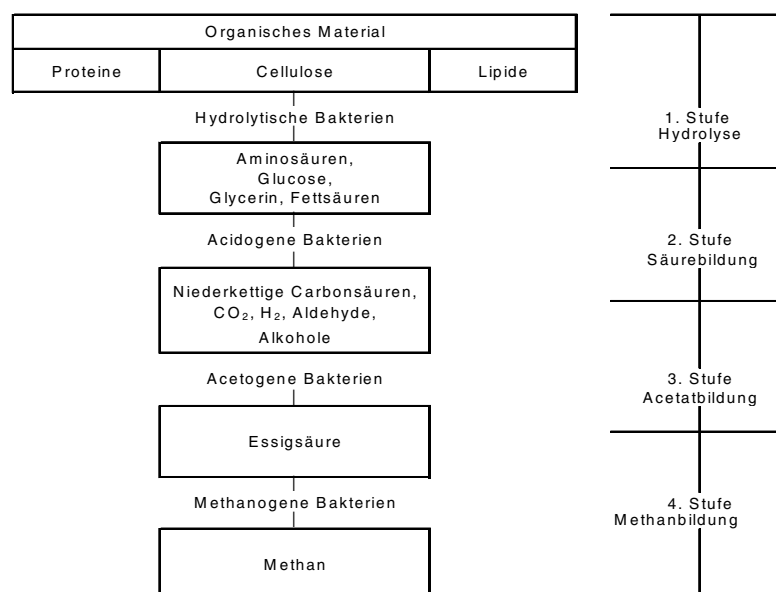 Organisches Material
Proteine
Cellulose
Lipide
Hydrolytische Bakterien
1. Stufe
Hydrolyse
Aminosäuren,
Glucose,
Glycerin, Fettsäuren
Acidogene Bakterien
2. Stufe
Säurebildung
Niederkettige Carbonsäuren,
CO₂, H₂, Aldehyde,
Alkohole
Acetogene Bakterien
3. Stufe
Acetatbildung
Essigsäure
Methanogene Bakterien
4. Stufe
Methanbildung
Methan